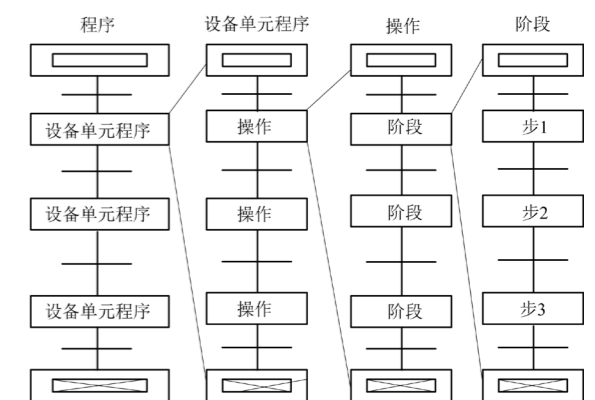 程序 设备单元程序 操作 阶段
设备单元程序 操作 阶段 步1
设备单元程序 操作 阶段 步2
设备单元程序 操作 阶段 步3